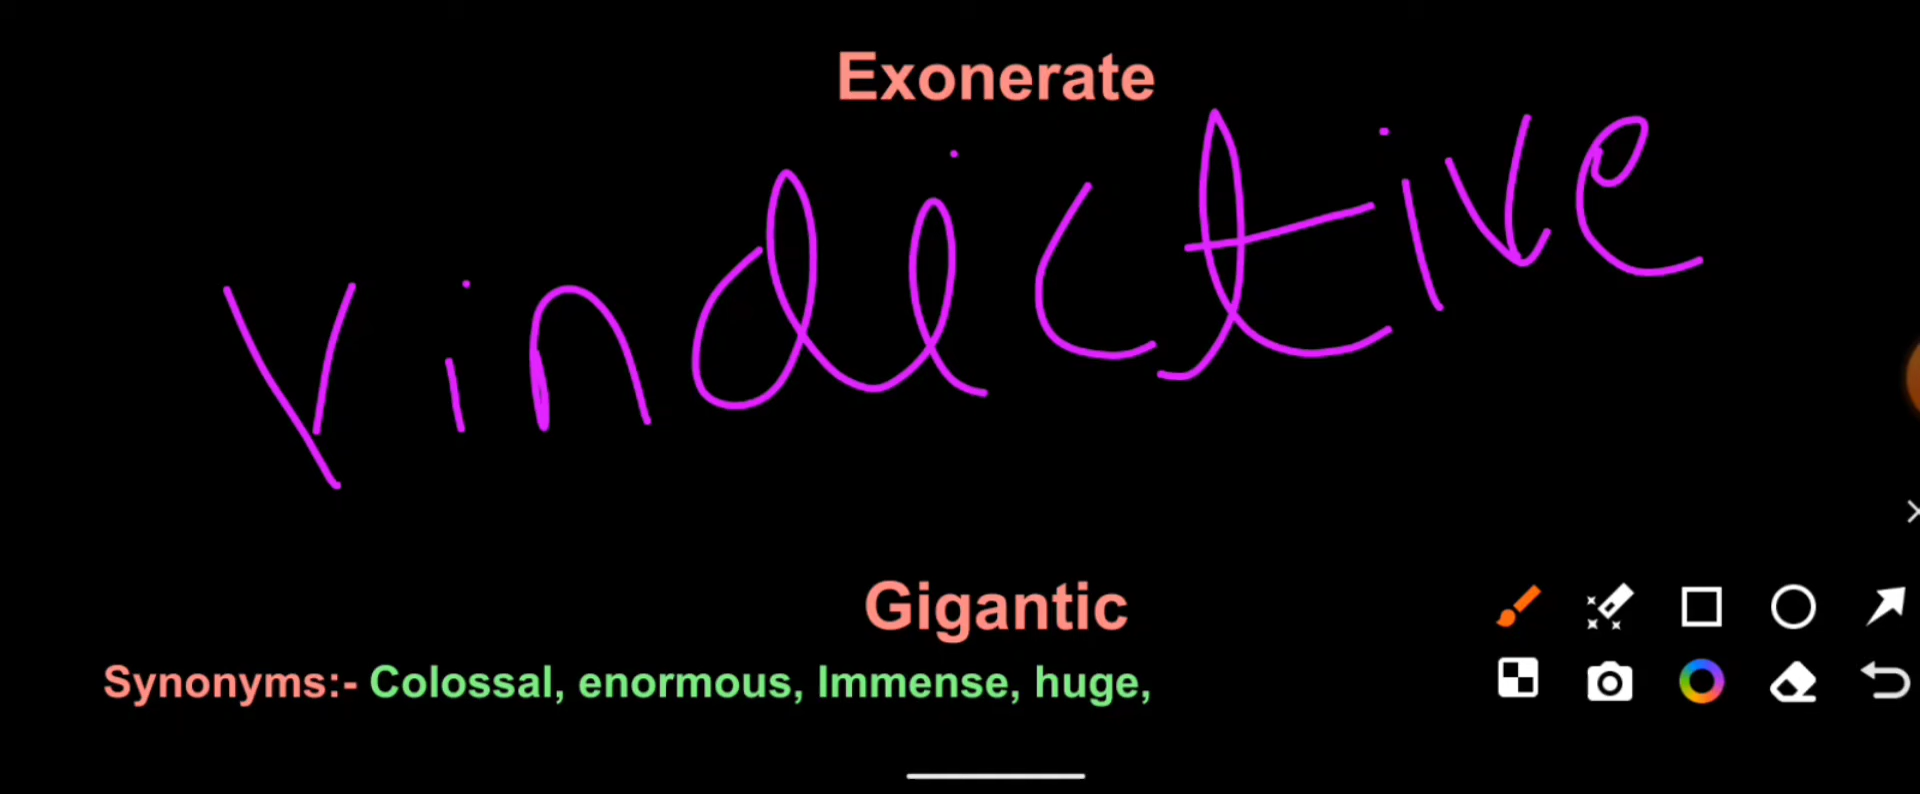 Exonerate
Vindictive
Gigantic
Synonyms:- Colossal, enormous, Immense, huge,